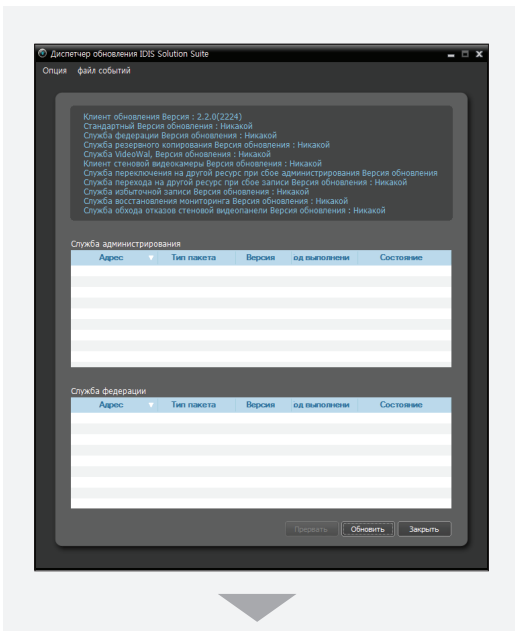 Диспетчер обновления IDIS Solution Suite
Опция файл событий
Клиент обновления Версия : 2.2.0(2224)
Стандартный Версия обновления : Никакой
Служба федерации Версия обновления : Никакой
Служба резервного копирования Версия обновления : Никакой
Служба VideoWal, Версия обновления : Никакой
Клиент стеновой видеокамеры Версия обновления : Никакой
Служба переключения на другой ресурс при сбое администрирования Версия обновления
Служба перехода на другой ресурс при сбое записи Версия обновления : Никакой
Служба избыточной записи Версия обновления : Никакой
Служба восстановления мониторинга Версия обновления : Никакой
Служба обхода отказов стеновой видеопанели Версия обновления : Никакой
Служба администрирования
Адрес Тип пакета Версия од выполнени Состояние
Служба федерации
Адрес Тип пакета Версия од выполнени Состояние
Прервать Обновить Закрыть